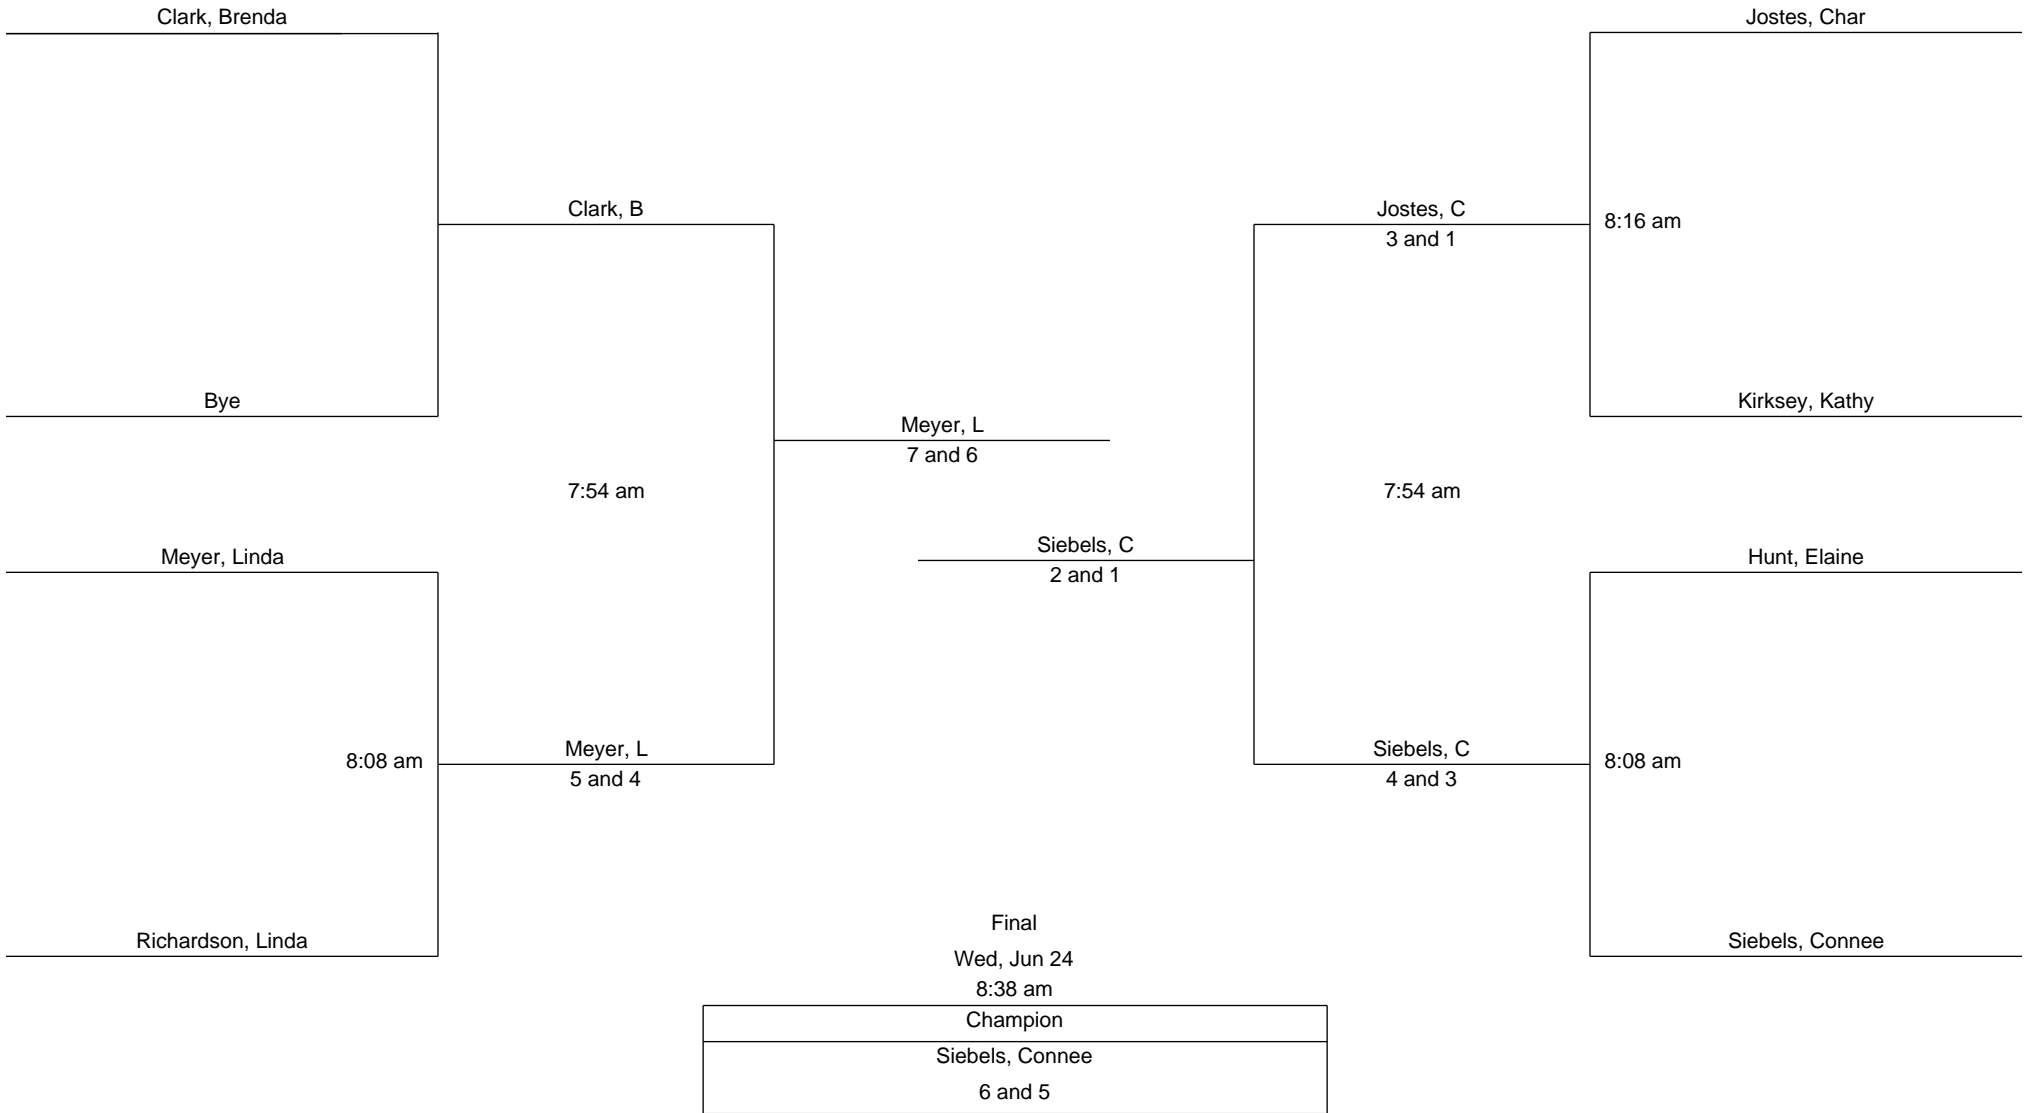 Clark, Brenda
Jostes, Char
Clark, B
Jostes, C
3 and 1
8:16 am
Bye
Kirksey, Kathy
Meyer, L
7 and 6
7:54 am
7:54 am
Siebels, C
2 and 1
Meyer, Linda
Hunt, Elaine
8:08 am
Meyer, L
5 and 4
Siebels, C
4 and 3
8:08 am
Richardson, Linda
Siebels, Connee
Final
Wed, Jun 24
8:38 am
Champion
Siebels, Connee
6 and 5